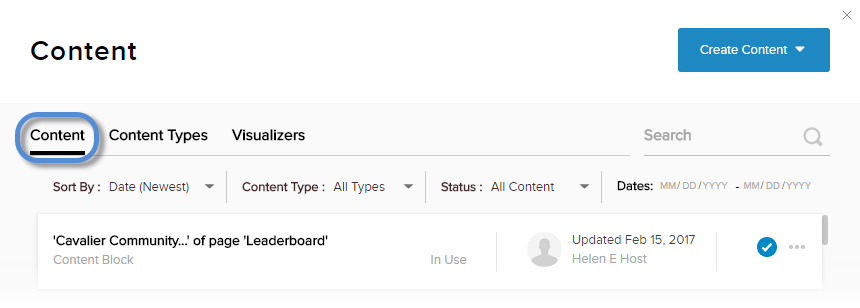 Content
Create Content
Content Content Types Visualizers Search
Sort By : Date (Newest) Content Type : All Types Status : All Content Dates: MM/ DD /YYYY - MM/ DD /YYYY
'Cavalier Community...' of page 'Leaderboard' Updated Feb 15, 2017
Content Block In Use Helen E Host